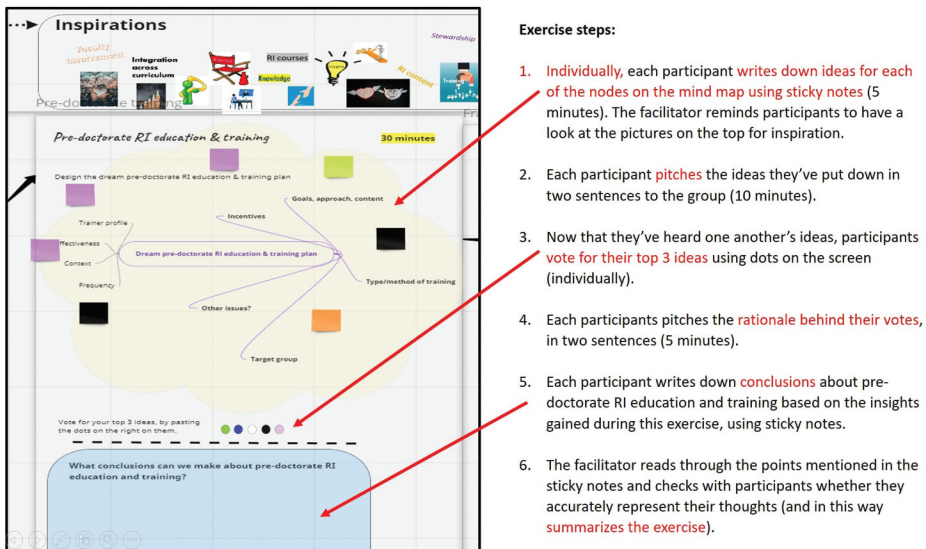 Inspirations
Stewardship
Faculty
Involvement
Integration
across
curriculum
RI courses
Knowledge
RI content
Training
Pre-doctorate training
Pre-doctorate RI education & training
30 minutes
Design the dream pre-doctorate RI education & training plan
Goals, approach, content
Incentives
Trainer profile
ffectiveness
Dream pre-doctorate RI education & training plan
Context
Frequency
Type/method of training
Other issues?
Target group
Vote for your top 3 ideas, by pasting
the dots on the right on them.
What conclusions can we make about pre-doctorate RI
education and training?
Exercise steps:
1. Individually, each participant writes down ideas for each
of the nodes on the mind map using sticky notes (5
minutes). The facilitator reminds participants to have a
look at the pictures on the top for inspiration.
2. Each participant pitches the ideas they've put down in
two sentences to the group (10 minutes).
3. Now that they've heard one another's ideas, participants
vote for their top 3 ideas using dots on the screen
(individually).
4. Each participants pitches the rationale behind their votes,
in two sentences (5 minutes).
5. Each participant writes down conclusions about pre-
doctorate RI education and training based on the insights
gained during this exercise, using sticky notes.
6. The facilitator reads through the points mentioned in the
sticky notes and checks with participants whether they
accurately represent their thoughts (and in this way
summarizes the exercise).